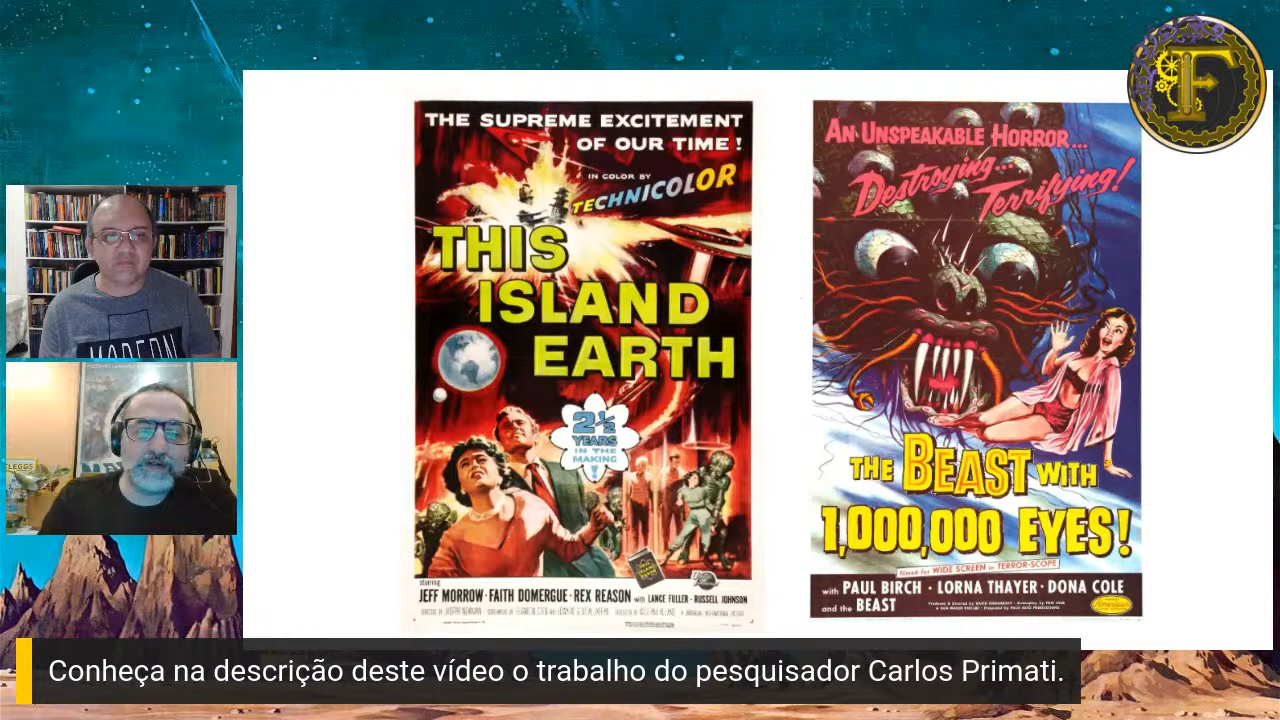 THE SUPREME EXCITEMENT
OF OUR TIME!
IN COLOR BY
TECHNICOLOR
THIS
ISLAND
EARTH
2½
YEARS
IN THE
MAKING
!
starring
JEFF MORROW · FAITH DOMERGUE · REX REASON with LANCE FULLER · RUSSELL JOHNSON
AN UNSPEAKABLE HORROR...
Destroying...
Terrifying!
THE BEAST WITH
1,000,000 EYES!
filmed for WIDE SCREEN in TERROR-SCOPE
with PAUL BIRCH · LORNA THAYER · DONA COLE
and the BEAST
American
F
MODERN
CLEGGS
Conheça na descrição deste vídeo o trabalho do pesquisador Carlos Primati.